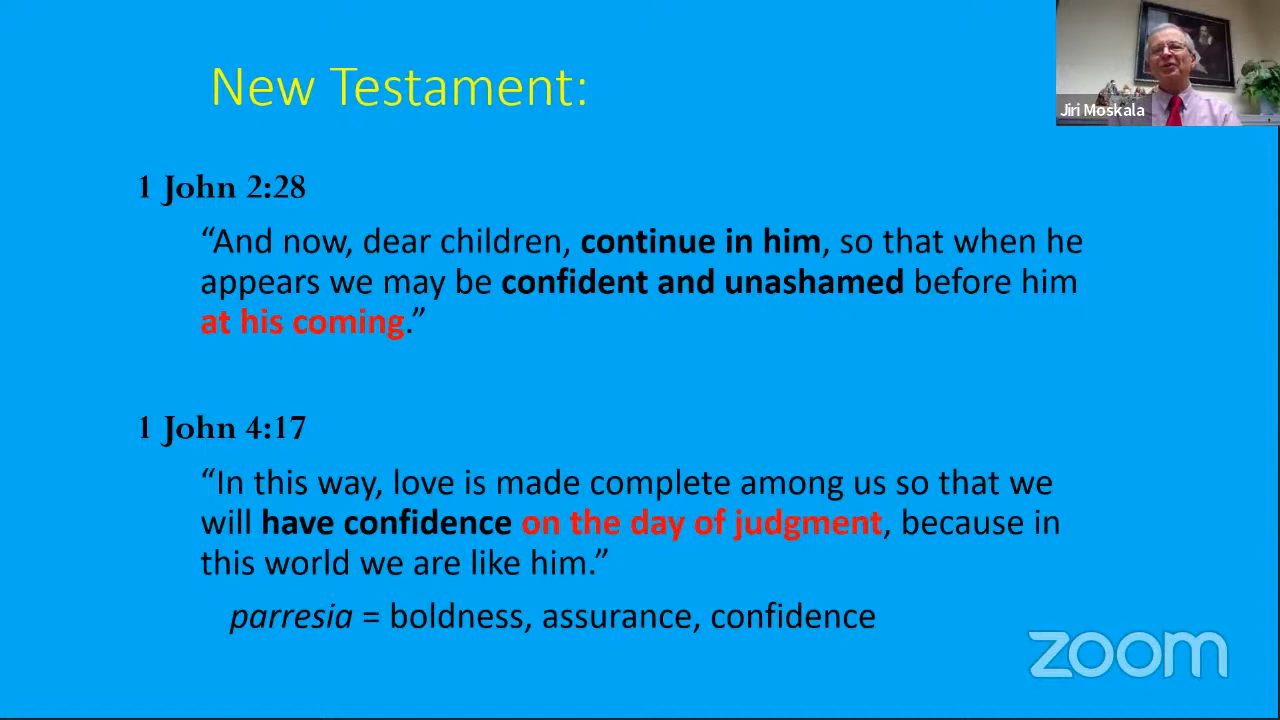 New Testament:
Jiri Moskala
1 John 2:28
“And now, dear children, continue in him, so that when he
appears we may be confident and unashamed before him
at his coming.”
1 John 4:17
“In this way, love is made complete among us so that we
will have confidence on the day of judgment, because in
this world we are like him.”
parresia = boldness, assurance, confidence
zoom